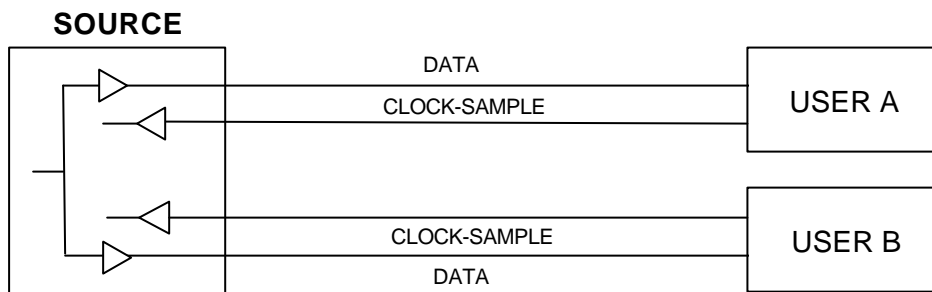 SOURCE
DATA
CLOCK-SAMPLE
USER A
CLOCK-SAMPLE
USER B
DATA